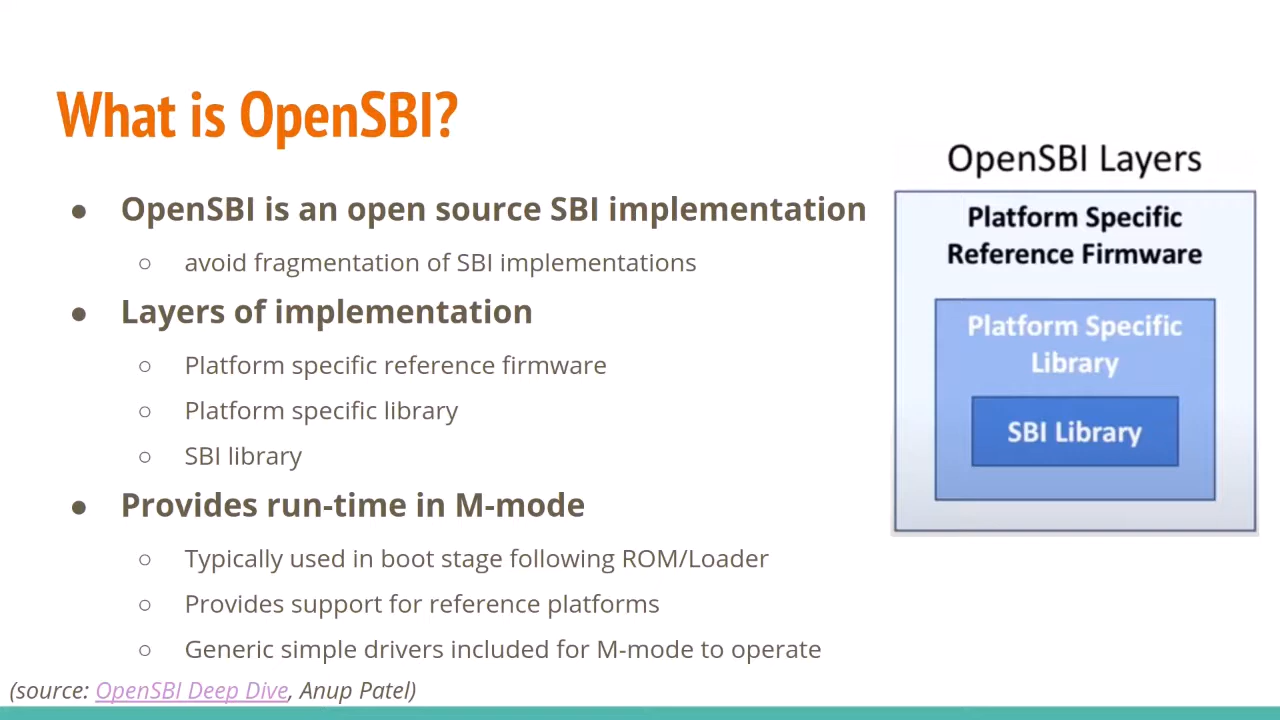 What is OpenSBI?
● OpenSBI is an open source SBI implementation
○ avoid fragmentation of SBI implementations
● Layers of implementation
○ Platform specific reference firmware
○ Platform specific library
○ SBI library
● Provides run-time in M-mode
○ Typically used in boot stage following ROM/Loader
○ Provides support for reference platforms
○ Generic simple drivers included for M-mode to operate
(source: OpenSBI Deep Dive, Anup Patel)
OpenSBI Layers
Platform Specific
Reference Firmware
Platform Specific
Library
SBI Library